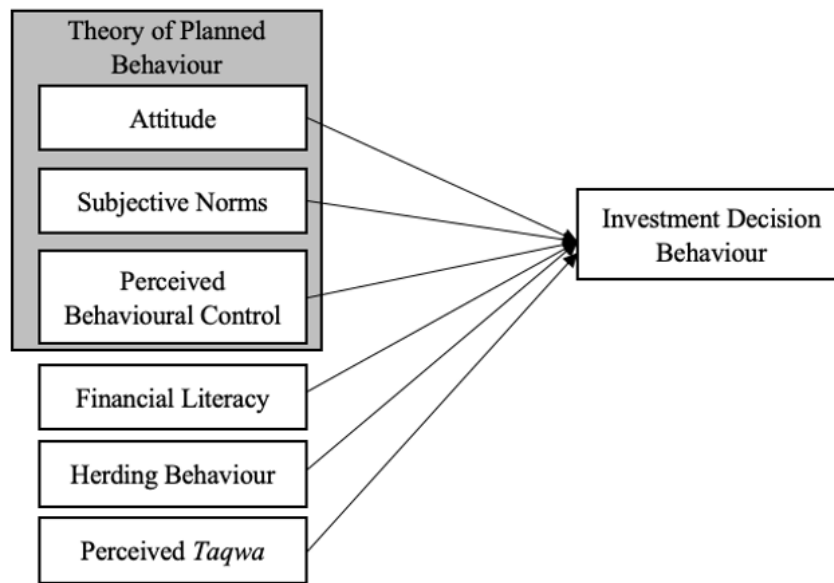 Theory of Planned
Behaviour
Attitude
Subjective Norms
Perceived
Behavioural Control
Financial Literacy
Herding Behaviour
Perceived Taqwa
Investment Decision
Behaviour